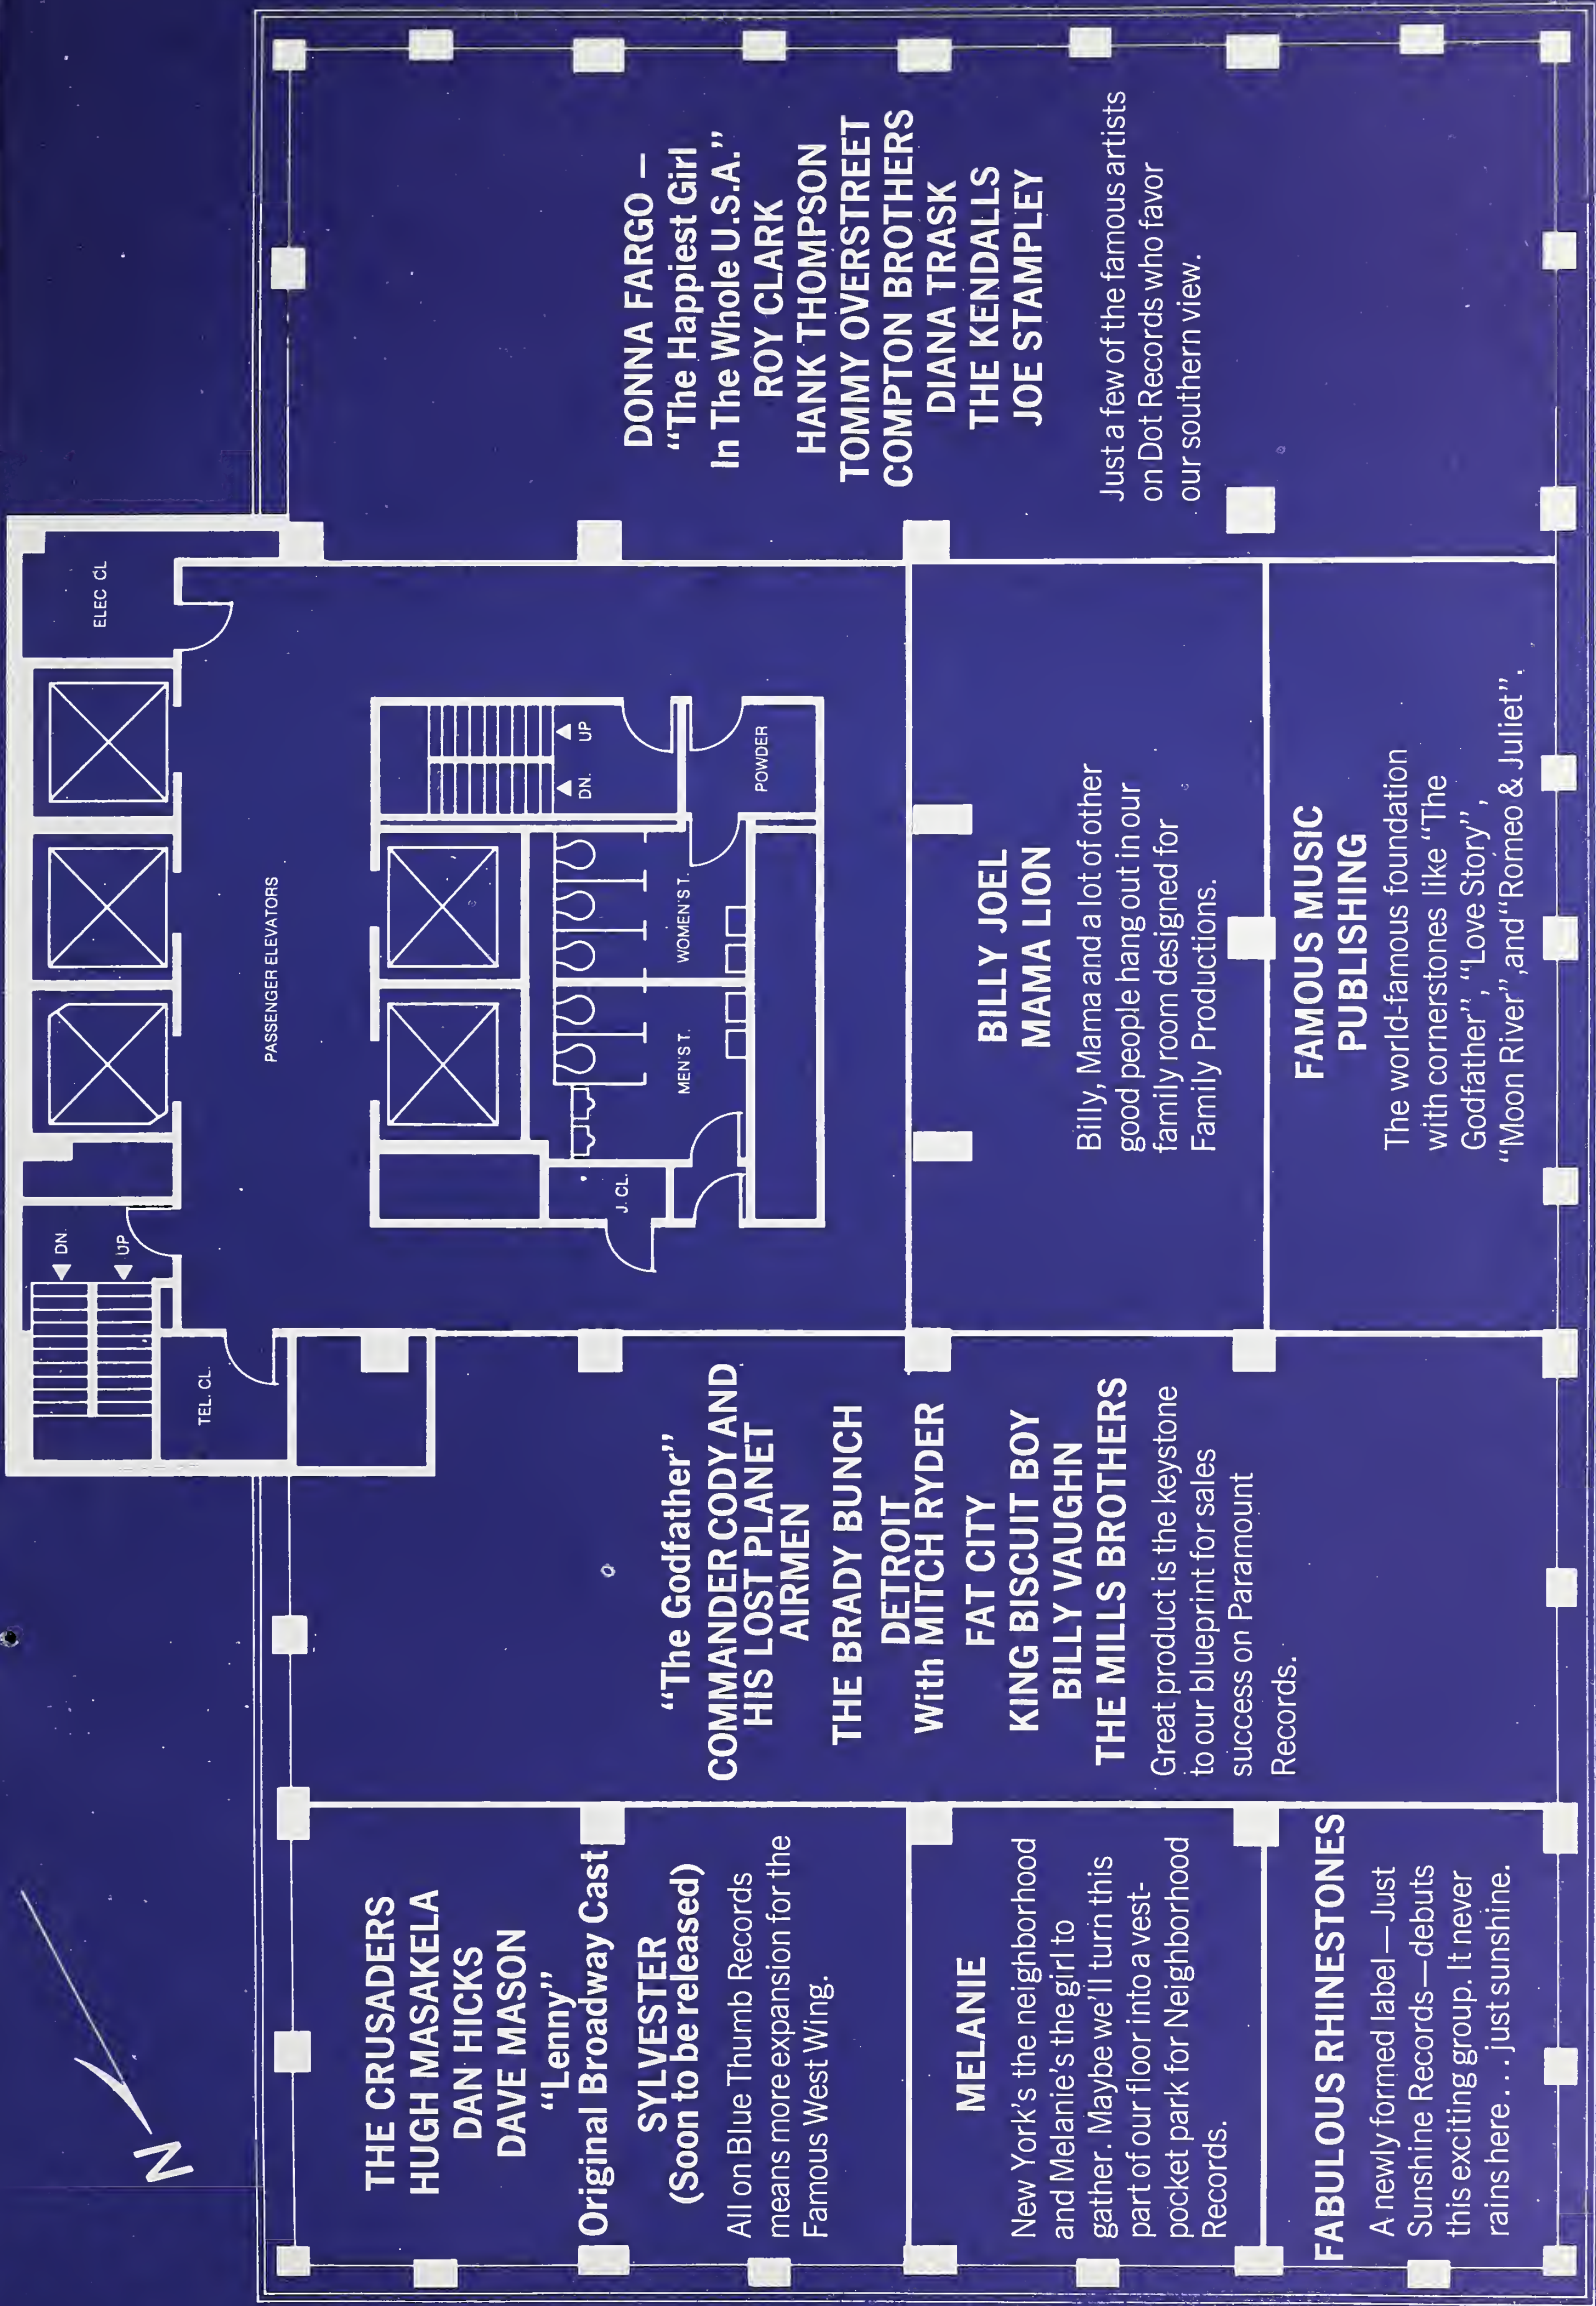 N
THE CRUSADERS
HUGH MASAKELA
DAN HICKS
DAVE MASON
“Lenny”
Original Broadway Cast
SYLVESTER
(Soon to be released)
All on Blue Thumb Records
means more expansion for the
Famous West Wing.
MELANIE
New York's the neighborhood
and Melanie's the girl to
gather. Maybe we'll turn this
part of our floor into a vest-
pocket park for Neighborhood
Records.
FABULOUS RHINESTONES
A newly formed label—Just
Sunshine Records—debuts
this exciting group. It never
rains here... just sunshine.
“The Godfather”
COMMANDER CODY AND
HIS LOST PLANET
AIRMEN
THE BRADY BUNCH
DETROIT
With MITCH RYDER
FAT CITY
KING BISCUIT BOY
BILLY VAUGHN
THE MILLS BROTHERS
Great product is the keystone
to our blueprint for sales
success on Paramount
Records.
DN.
UP
TEL. CL.
PASSENGER ELEVATORS
ELEC CL
J. CL.
MEN'S T.
WOMEN'S T.
DN.
UP
POWDER
BILLY JOEL
MAMA LION
Billy, Mama and a lot of other
good people hang out in our
family room designed for
Family Productions.
FAMOUS MUSIC
PUBLISHING
The world-famous foundation
with cornerstones like “The
Godfather”, “Love Story”,
“Moon River”, and “Romeo & Juliet”.
DONNA FARGO –
“The Happiest Girl
In The Whole U.S.A.”
ROY CLARK
HANK THOMPSON
TOMMY OVERSTREET
COMPTON BROTHERS
DIANA TRASK
THE KENDALLS
JOE STAMPLEY
Just a few of the famous artists
on Dot Records who favor
our southern view.